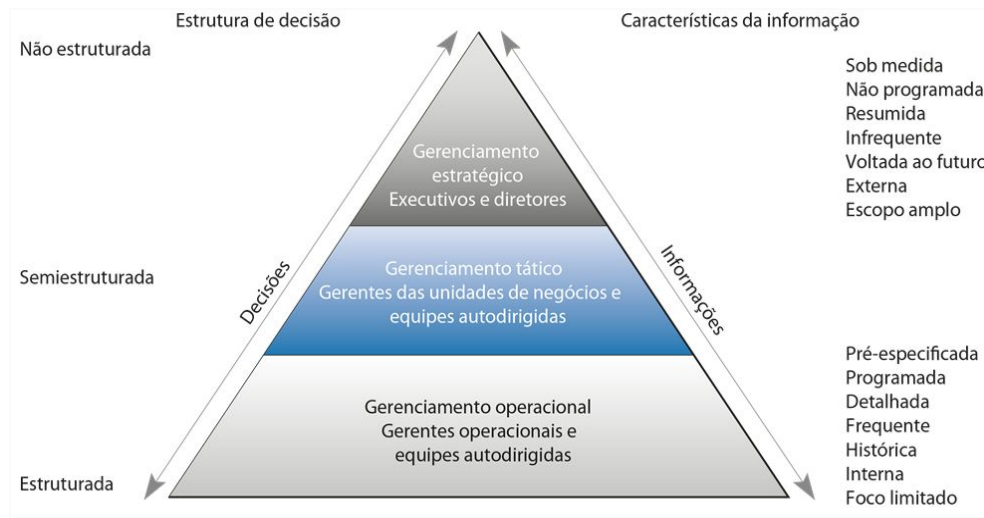 Estrutura de decisão
Características da informação
Não estruturada
Semiestruturada
Estruturada
Decisões
Gerenciamento
estratégico
Executivos e diretores
Gerenciamento tático
Gerentes das unidades de negócios e
equipes autodirigidas
Gerenciamento operacional
Gerentes operacionais e
equipes autodirigidas
Informações
Sob medida
Não programada
Resumida
Infrequente
Voltada ao futuro
Externa
Escopo amplo
Pré-especificada
Programada
Detalhada
Frequente
Histórica
Interna
Foco limitado